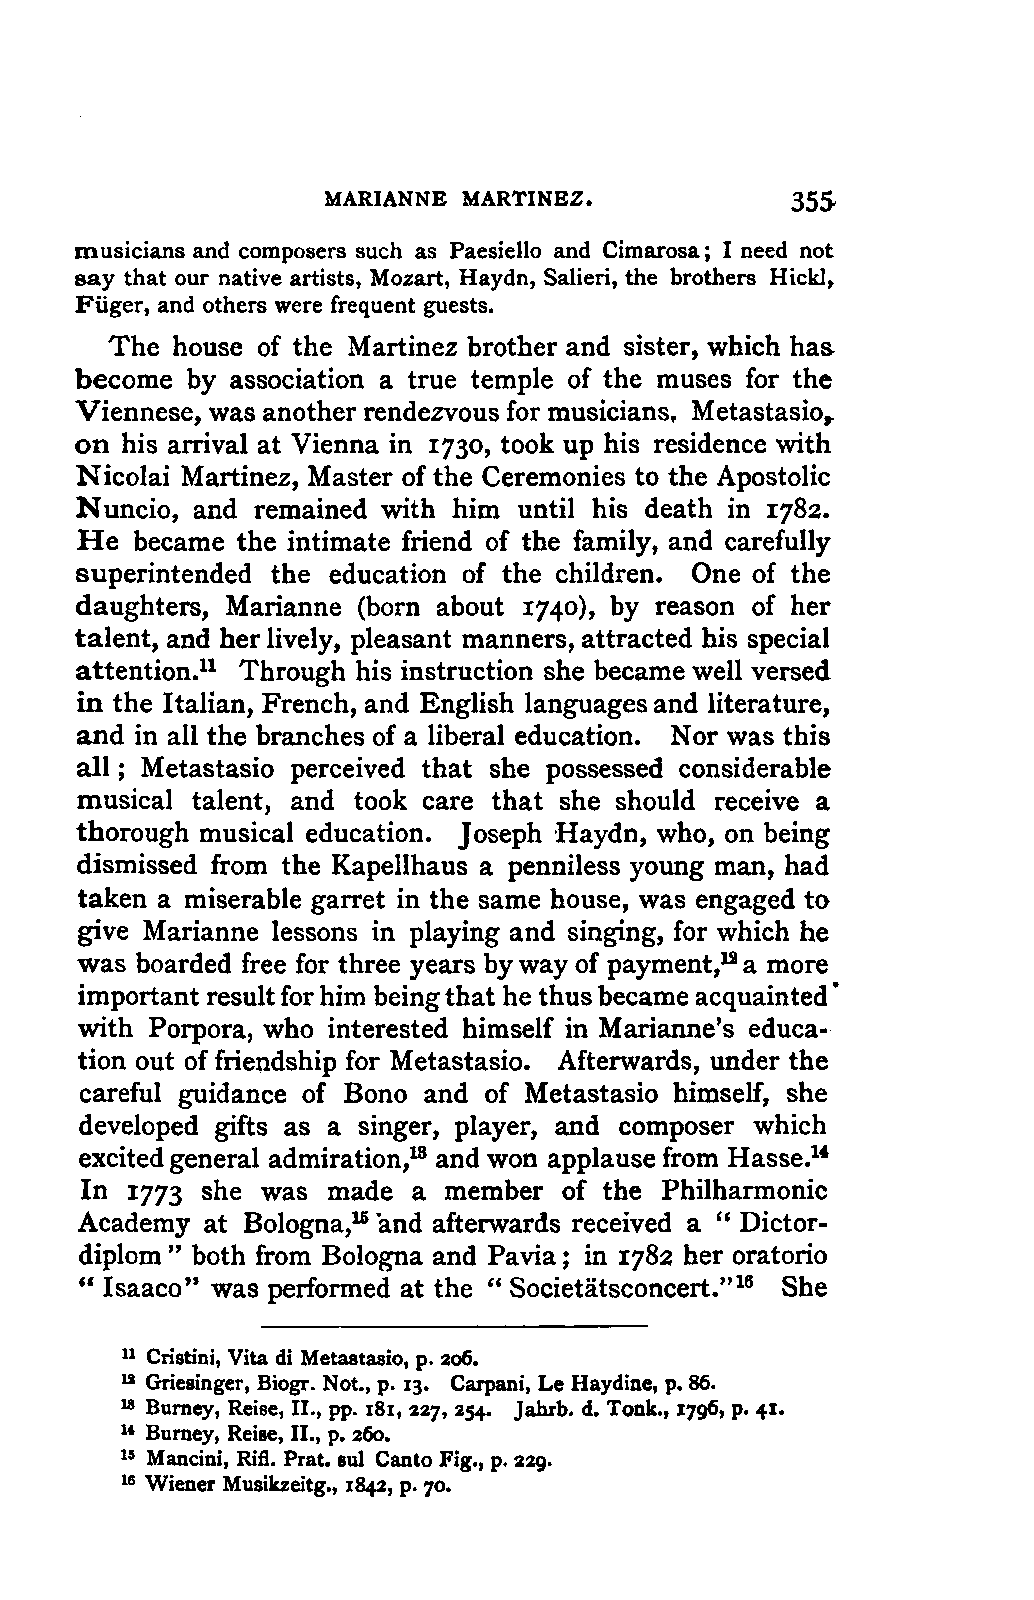 MARIANNE MARTINEZ. 355
musicians and composers such as Paesiello and Cimarosa; I need not
say that our native artists, Mozart, Haydn, Salieri, the brothers Hickl,
Füger, and others were frequent guests.
The house of the Martinez brother and sister, which has
become by association a true temple of the muses for the
Viennese, was another rendezvous for musicians, Metastasio,
on his arrival at Vienna in 1730, took up his residence with
Nicolai Martinez, Master of the Ceremonies to the Apostolic
Nuncio, and remained with him until his death in 1782.
He became the intimate friend of the family, and carefully
superintended the education of the children. One of the
daughters, Marianne (born about 1740), by reason of her
talent, and her lively, pleasant manners, attracted his special
attention.¹¹ Through his instruction she became well versed
in the Italian, French, and English languages and literature,
and in all the branches of a liberal education. Nor was this
all; Metastasio perceived that she possessed considerable
musical talent, and took care that she should receive a
thorough musical education. Joseph Haydn, who, on being
dismissed from the Kapellhaus a penniless young man, had
taken a miserable garret in the same house, was engaged to
give Marianne lessons in playing and singing, for which he
was boarded free for three years by way of payment,¹² a more
important result for him being that he thus became acquainted
with Porpora, who interested himself in Marianne's educa-
tion out of friendship for Metastasio. Afterwards, under the
careful guidance of Bono and of Metastasio himself, she
developed gifts as a singer, player, and composer which
excited general admiration,¹³ and won applause from Hasse.¹⁴
In 1773 she was made a member of the Philharmonic
Academy at Bologna,¹⁵ and afterwards received a "Dictor-
diplom" both from Bologna and Pavia; in 1782 her oratorio
"Isaaco" was performed at the "Societätsconcert."¹⁶ She
¹¹ Cristini, Vita di Metastasio, p. 206.
¹² Griesinger, Biogr. Not., p. 13. Carpani, Le Haydine, p. 86.
¹³ Burney, Reise, II., pp. 181, 227, 254. Jahrb. d. Tonk., 1796, p. 41.
¹⁴ Burney, Reise, II., p. 260.
¹⁵ Mancini, Rifl. Prat. sul Canto Fig., p. 229.
¹⁶ Wiener Musikzeitg., 1842, p. 70.